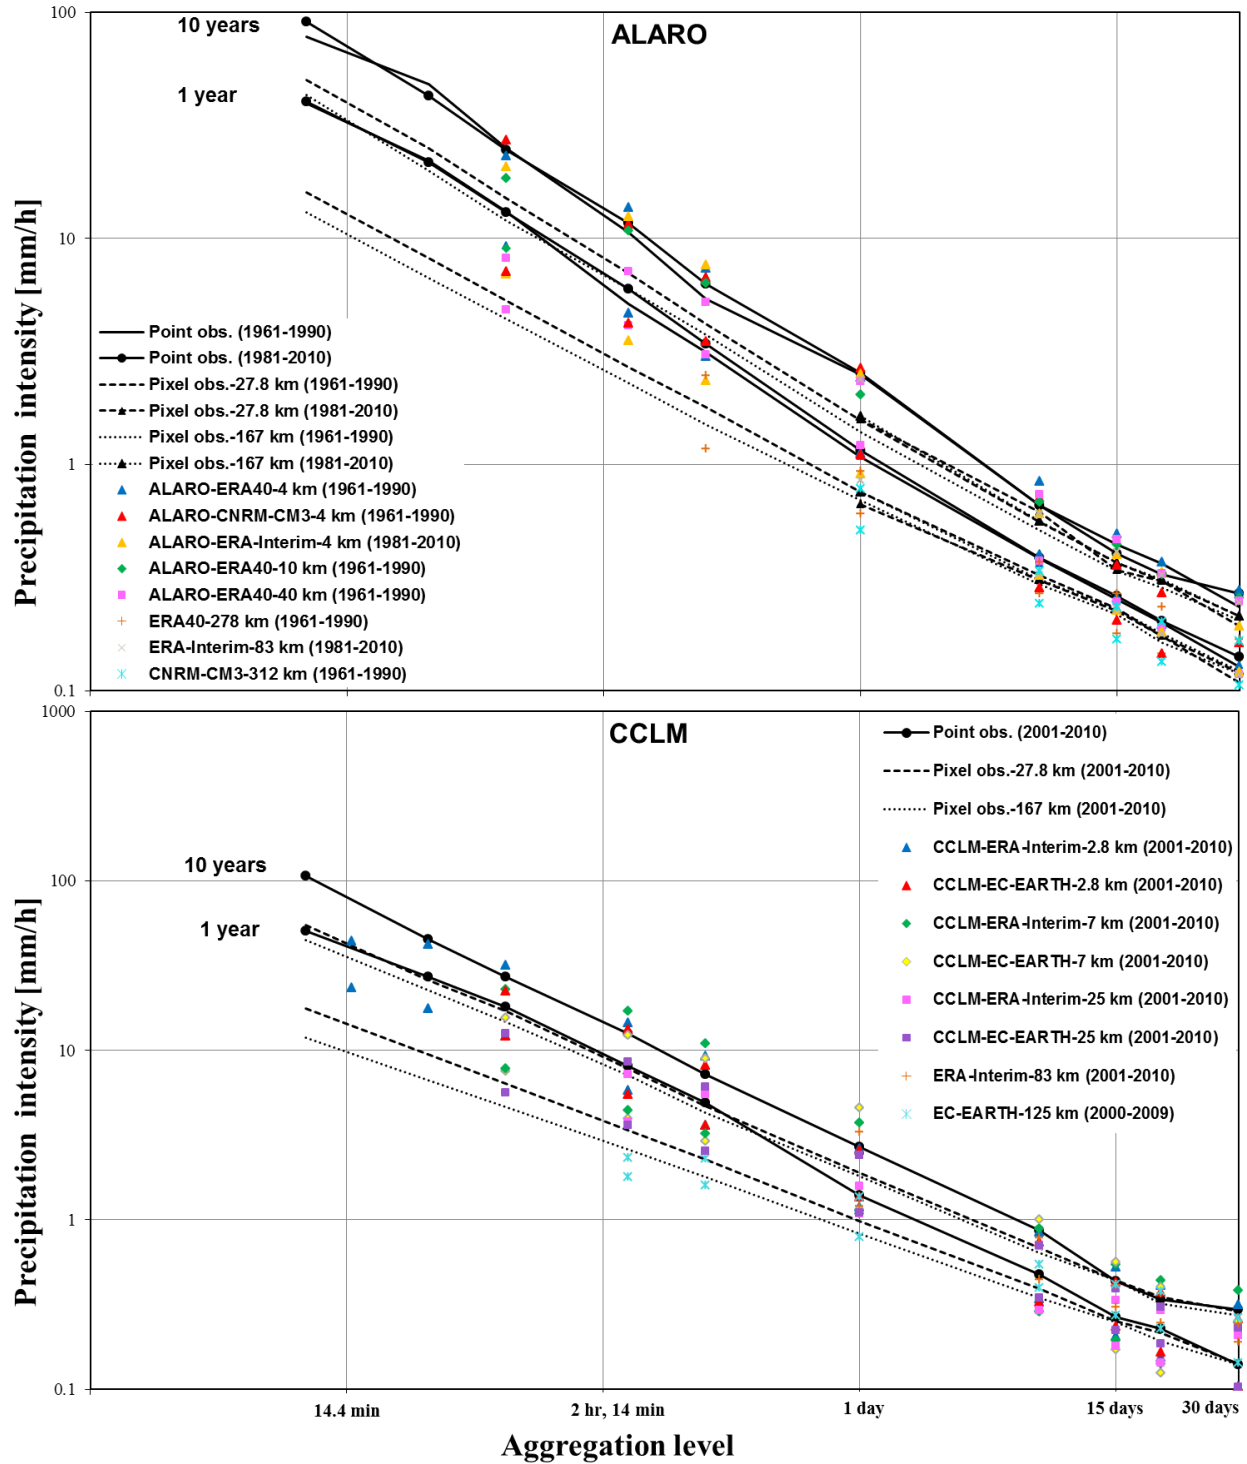 100
ALARO
10 years
1 year
10
Precipitation intensity [mm/h]
Point obs. (1961-1990)
Point obs. (1981-2010)
Pixel obs.-27.8 km (1961-1990)
Pixel obs.-27.8 km (1981-2010)
Pixel obs.-167 km (1961-1990)
Pixel obs.-167 km (1981-2010)
ALARO-ERA40-4 km (1961-1990)
ALARO-CNRM-CM3-4 km (1961-1990)
ALARO-ERA-Interim-4 km (1981-2010)
ALARO-ERA40-10 km (1961-1990)
ALARO-ERA40-40 km (1961-1990)
ERA40-278 km (1961-1990)
ERA-Interim-83 km (1981-2010)
CNRM-CM3-312 km (1961-1990)
1
0.1
1000
CCLM
Point obs. (2001-2010)
Pixel obs.-27.8 km (2001-2010)
Pixel obs.-167 km (2001-2010)
CCLM-ERA-Interim-2.8 km (2001-2010)
CCLM-EC-EARTH-2.8 km (2001-2010)
CCLM-ERA-Interim-7 km (2001-2010)
CCLM-EC-EARTH-7 km (2001-2010)
CCLM-ERA-Interim-25 km (2001-2010)
CCLM-EC-EARTH-25 km (2001-2010)
ERA-Interim-83 km (2001-2010)
EC-EARTH-125 km (2000-2009)
10 years
100
1 year
Precipitation intensity [mm/h]
10
1
0.1
14.4 min
2 hr, 14 min
1 day
15 days
30 days
Aggregation level